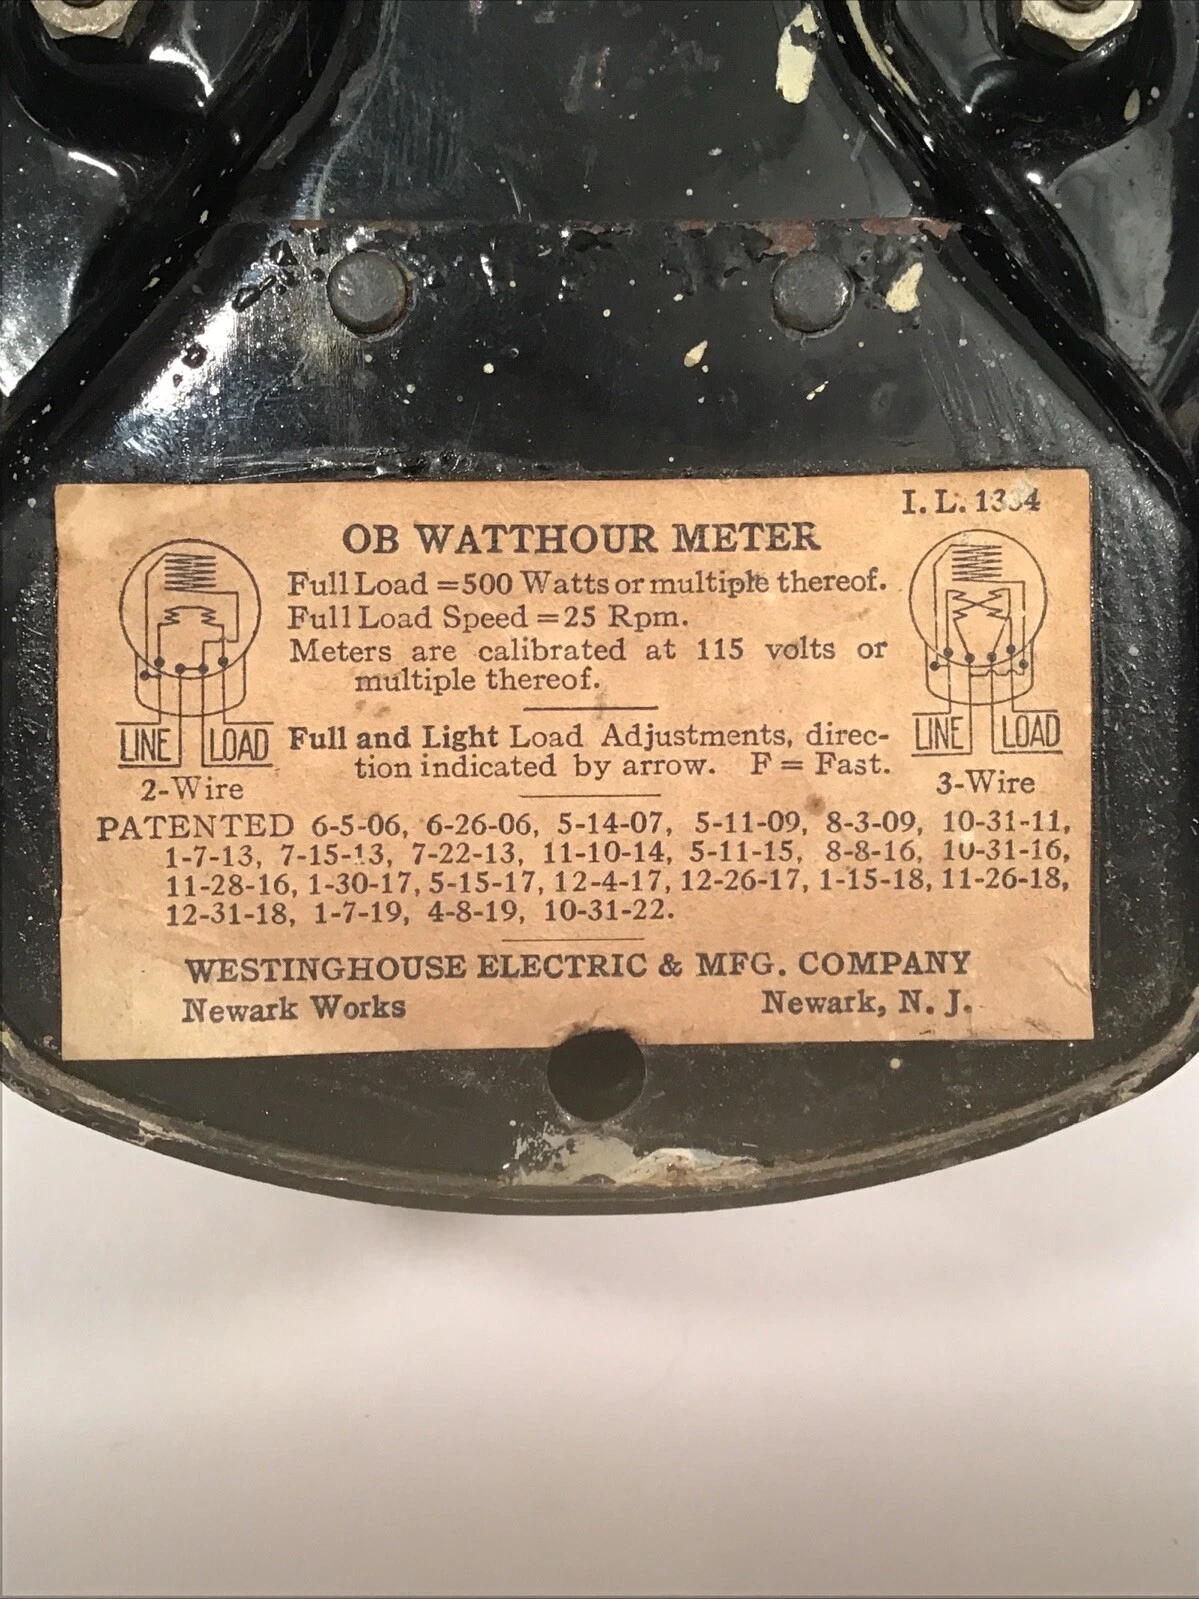 I. L. 1334
OB WATTHOUR METER
Full Load = 500 Watts or multiple thereof.
Full Load Speed = 25 Rpm.
Meters are calibrated at 115 volts or
multiple thereof.
Full and Light Load Adjustments, direc-
tion indicated by arrow. F = Fast.
LINE LOAD
2-Wire
LINE LOAD
3-Wire
PATENTED 6-5-06, 6-26-06, 5-14-07, 5-11-09, 8-3-09, 10-31-11,
1-7-13, 7-15-13, 7-22-13, 11-10-14, 5-11-15, 8-8-16, 10-31-16,
11-28-16, 1-30-17, 5-15-17, 12-4-17, 12-26-17, 1-15-18, 11-26-18,
12-31-18, 1-7-19, 4-8-19, 10-31-22.
WESTINGHOUSE ELECTRIC & MFG. COMPANY
Newark Works Newark, N. J.